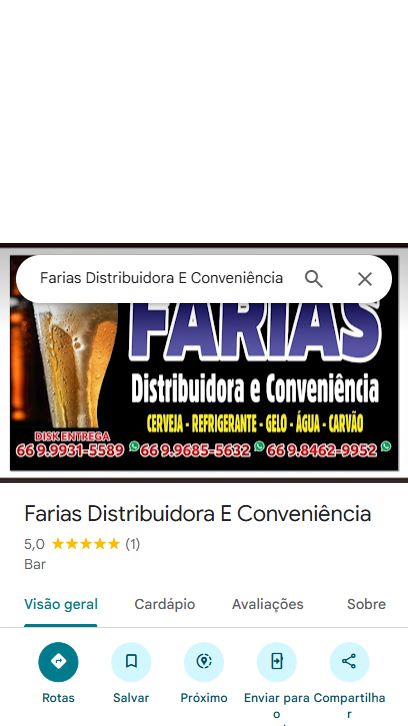 Farias Distribuidora E Conveniência
FARIAS
Distribuidora e Conveniência
CERVEJA - REFRIGERANTE - GELO - ÁGUA - CARVÃO
DISK ENTREGA
66 9.9931-5589 66 9.9685-5632 66 9.8462-9952
Farias Distribuidora E Conveniência
5,0 (1)
Bar
Visão geral Cardápio Avaliações Sobre
Rotas Salvar Próximo Enviar para Compartilha
o r